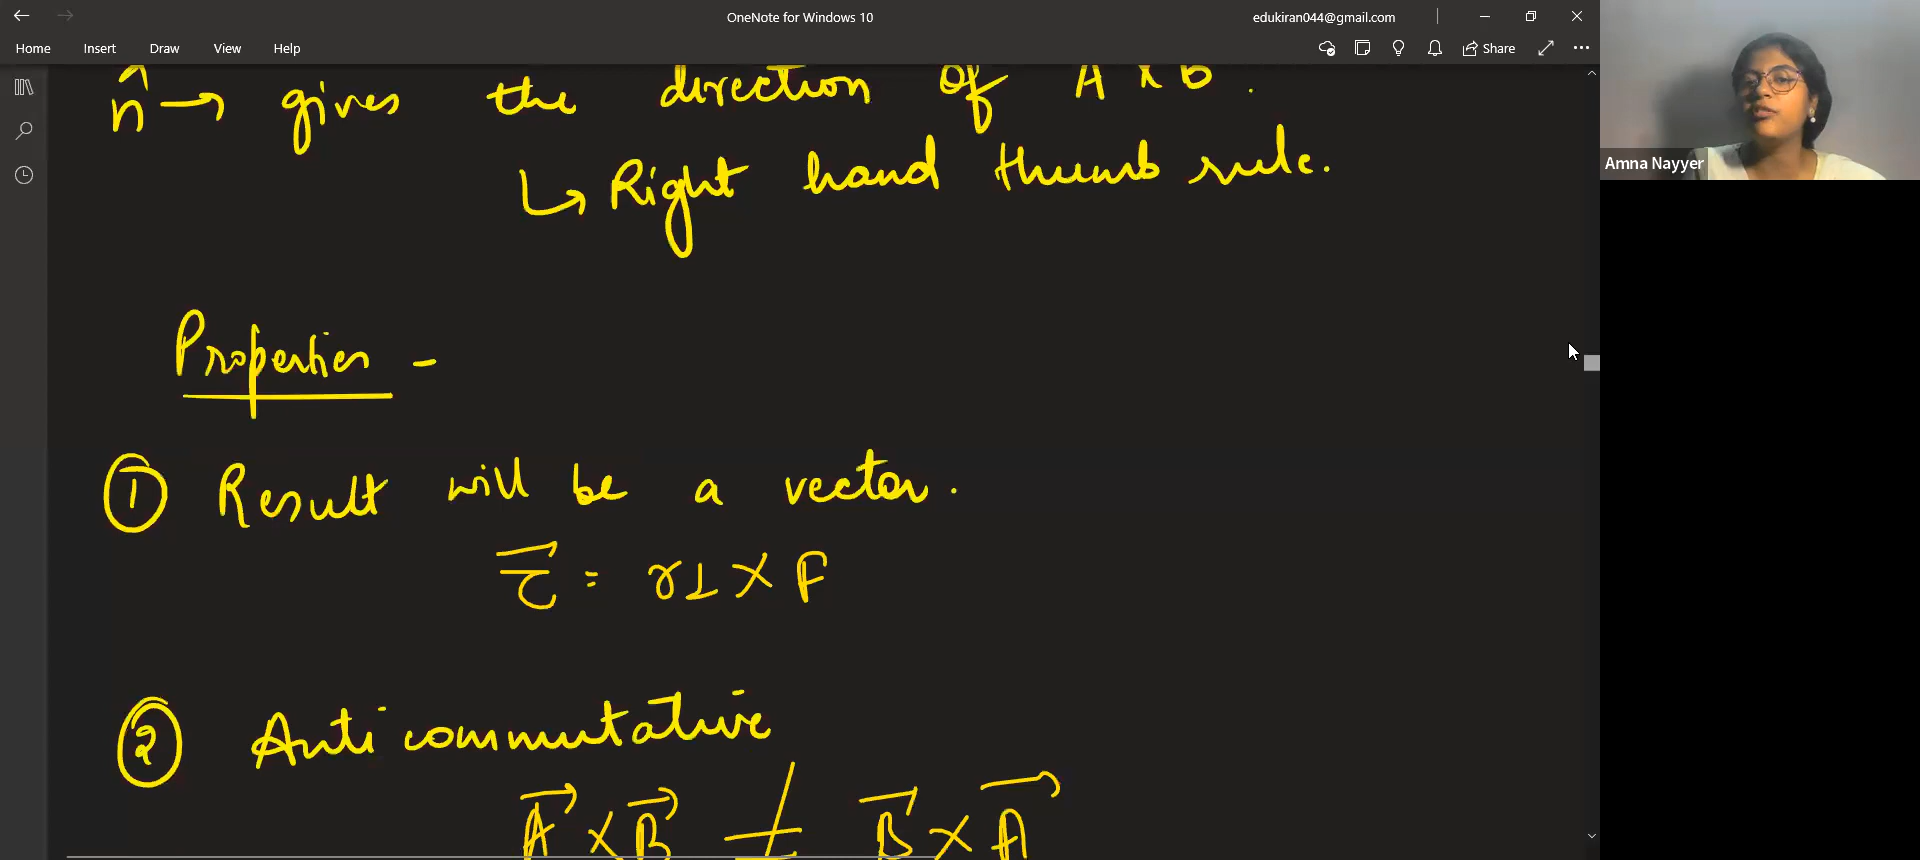 OneNote for Windows 10
edukiran044@gmail.com
Home Insert Draw View Help
Share
n̂ → gives the direction of A × B.
↳ Right hand thumb rule.
Amna Nayyer
Properties -
① Result will be a vector.
τ⃗ = r⊥ × F
② Anti commutative
A⃗ × B⃗ ≠ B⃗ × A⃗